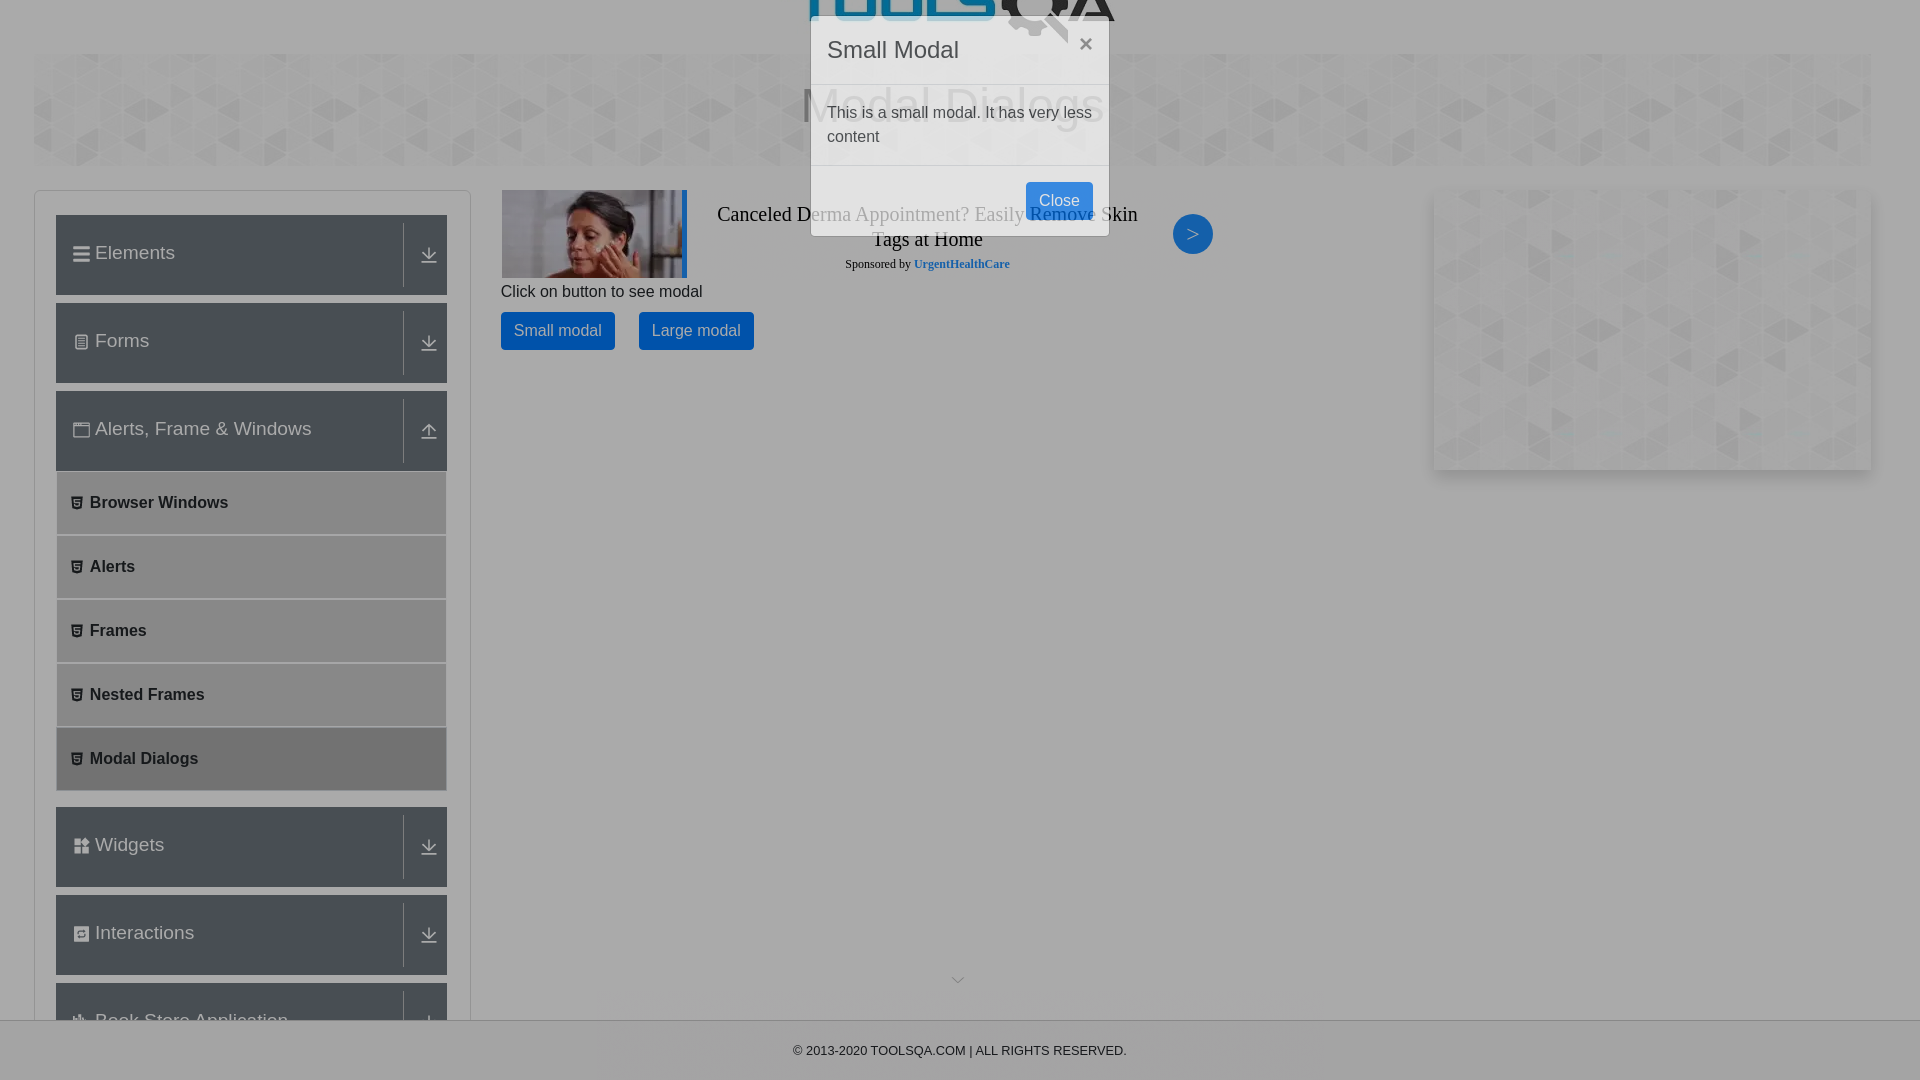 TOOLSQA
Small Modal
×
Modal Dialogs
This is a small modal. It has very less
content
Close
Elements
Forms
Alerts, Frame & Windows
Browser Windows
Alerts
Frames
Nested Frames
Modal Dialogs
Widgets
Interactions
Book Store Application
Canceled Derma Appointment? Easily Remove Skin
Tags at Home
Sponsored by UrgentHealthCare
>
Click on button to see modal
Small modal
Large modal
© 2013-2020 TOOLSQA.COM | ALL RIGHTS RESERVED.